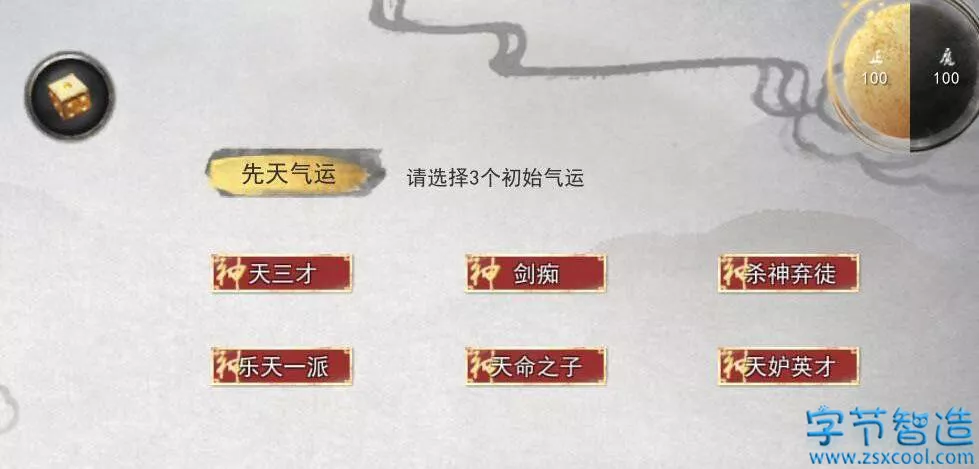 正 魔
100 100
先天气运 请选择3个初始气运
神 天三才 神 剑痴 神 杀神弃徒
神 乐天一派 神 天命之子 神 天妒英才
字节智造
www.zsxcool.com